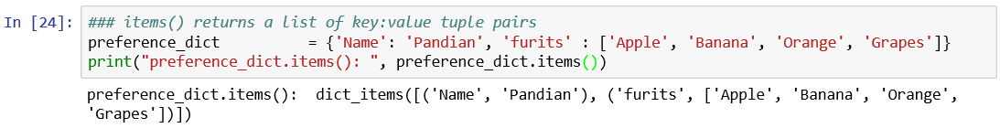 In [24]: ### items() returns a list of key:value tuple pairs
preference_dict         = {'Name': 'Pandian', 'furits' : ['Apple', 'Banana', 'Orange', 'Grapes']}
print("preference_dict.items(): ", preference_dict.items())
preference_dict.items():  dict_items([('Name', 'Pandian'), ('furits', ['Apple', 'Banana', 'Orange',
'Grapes'])])